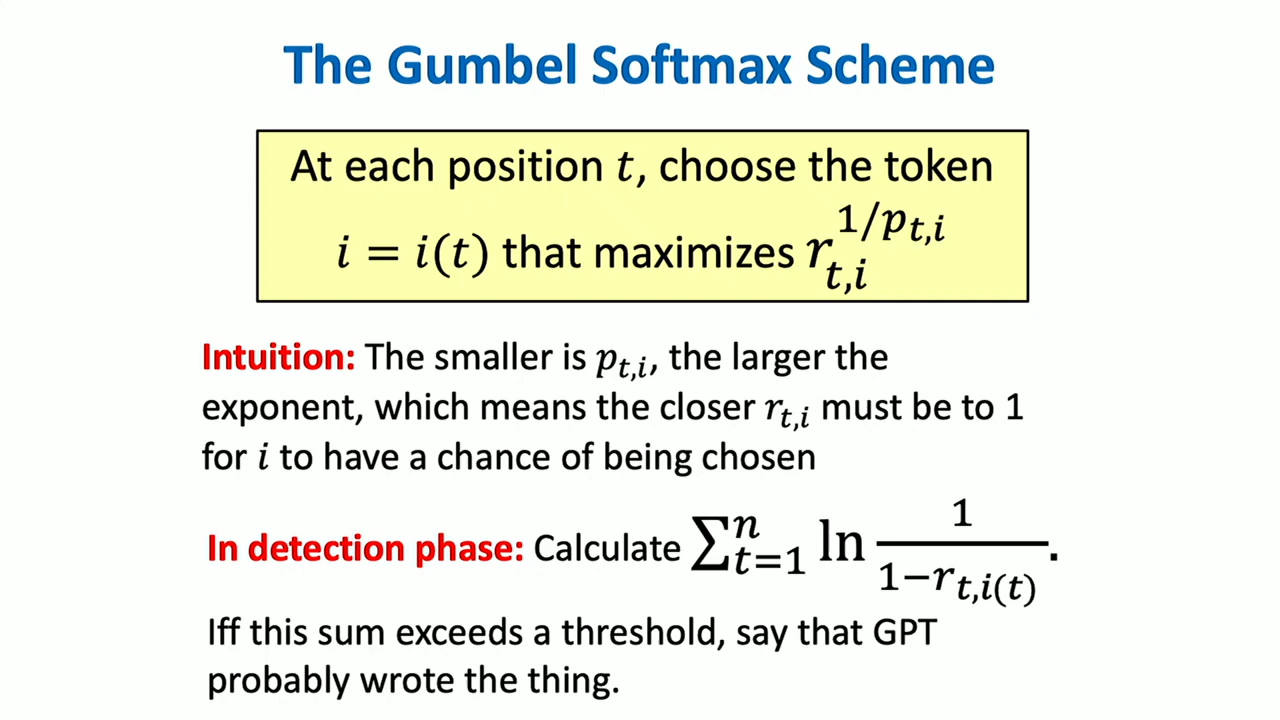 The Gumbel Softmax Scheme
At each position t, choose the token
i = i(t) that maximizes r_{t,i}^{1/p_{t,i}}
Intuition: The smaller is p_{t,i}, the larger the
exponent, which means the closer r_{t,i} must be to 1
for i to have a chance of being chosen
In detection phase: Calculate ∑_{t=1}^{n} ln \frac{1}{1−r_{t,i(t)}}.
Iff this sum exceeds a threshold, say that GPT
probably wrote the thing.